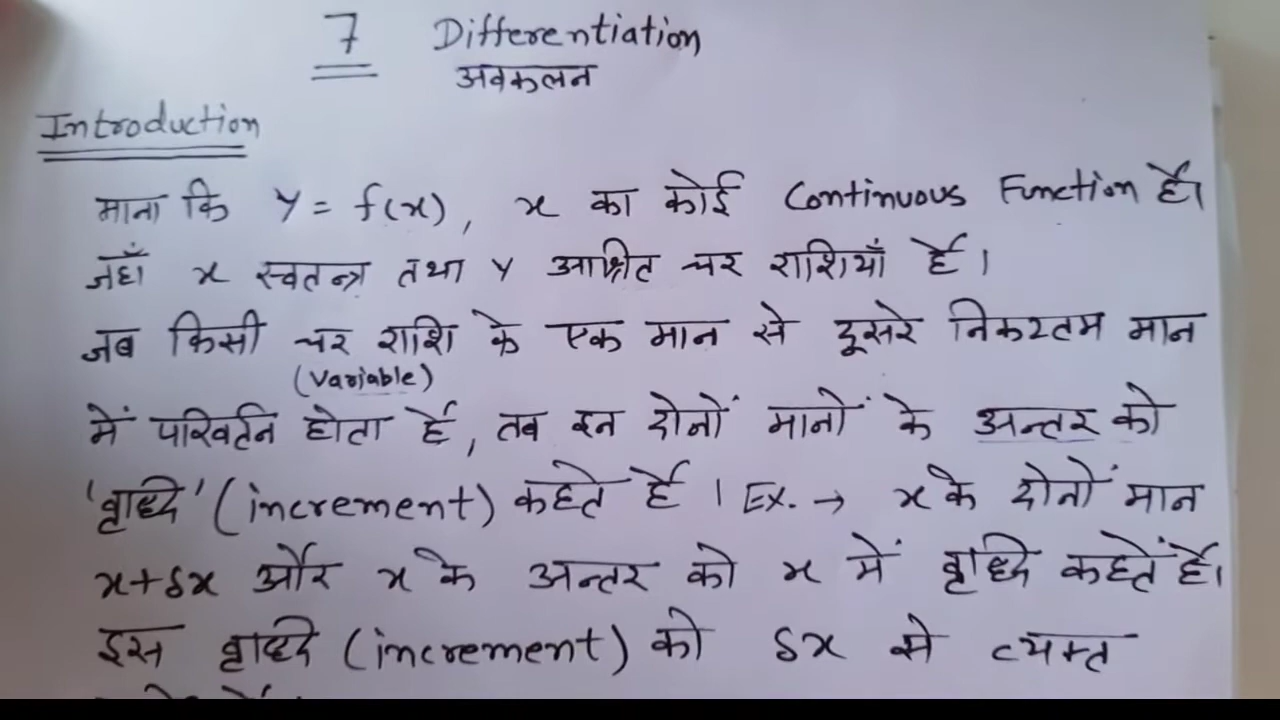 7 Differentiation
अवकलन
Introduction
माना कि y = f(x), x का कोई Continuous Function है।
जहाँ x स्वतन्त्र तथा y आश्रित चर राशियाँ हैं।
जब किसी चर राशि के एक मान से दूसरे निकटतम मान
(Variable)
में परिवर्तन होता है, तब इन दोनों मानों के अन्तर को
'वृद्धि' (increment) कहते हैं। Ex. → x के दोनों मान
x+δx और x के अन्तर को x में वृद्धि कहतें हैं।
इस वृद्धि (increment) को δx से व्यक्त